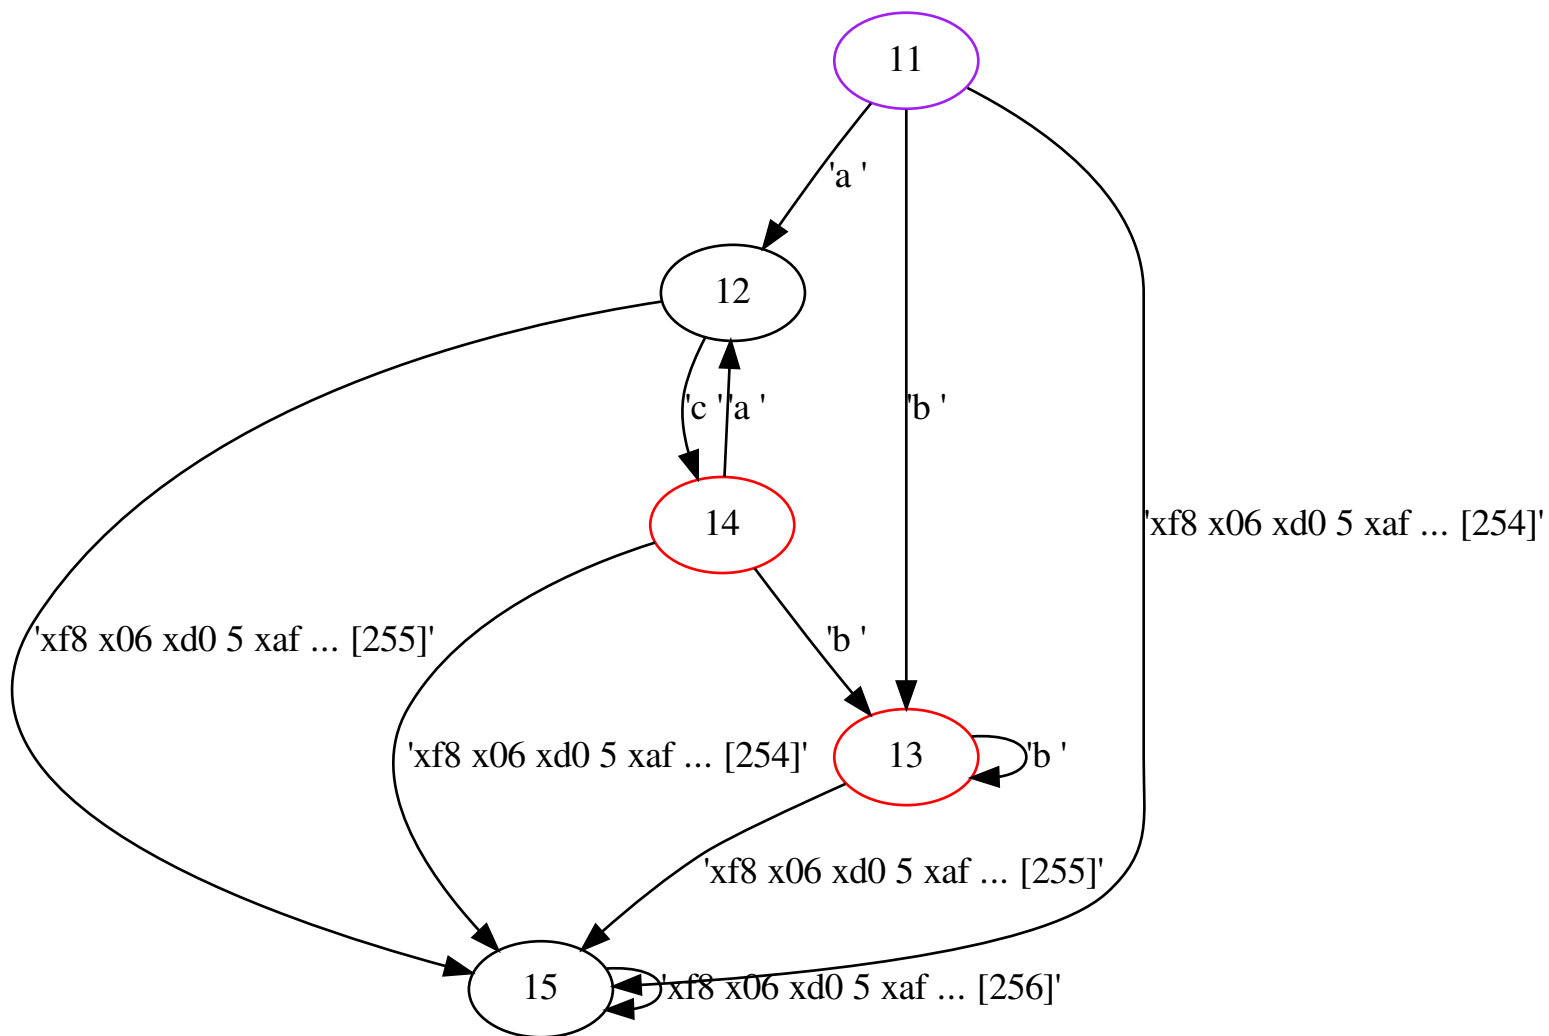 11
'a '
12
'c '
'a '
'b '
14
'xf8 x06 xd0 5 xaf ... [254]'
'xf8 x06 xd0 5 xaf ... [255]'
'b '
'xf8 x06 xd0 5 xaf ... [254]'
13
'b '
'xf8 x06 xd0 5 xaf ... [255]'
15
'xf8 x06 xd0 5 xaf ... [256]'